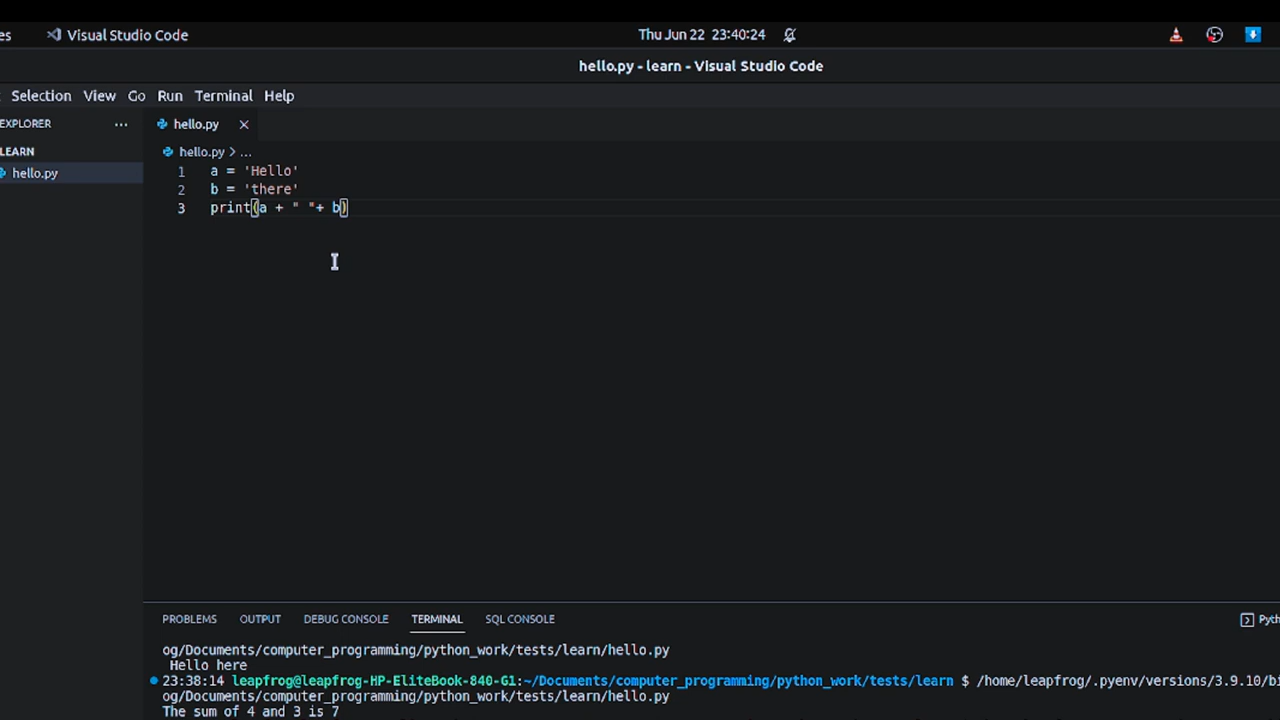 es Visual Studio Code Thu Jun 22 23:40:24
hello.py - learn - Visual Studio Code
Selection View Go Run Terminal Help
EXPLORER ... hello.py
LEARN hello.py > ...
hello.py
1 a = 'Hello'
2 b = 'there'
3 print(a + " "+ b)
PROBLEMS OUTPUT DEBUG CONSOLE TERMINAL SQL CONSOLE Pyth
og/Documents/computer_programming/python_work/tests/learn/hello.py
Hello here
23:38:14 leapfrog@leapfrog-HP-EliteBook-840-G1:~/Documents/computer_programming/python_work/tests/learn $ /home/leapfrog/.pyenv/versions/3.9.10/bi
og/Documents/computer_programming/python_work/tests/learn/hello.py
The sum of 4 and 3 is 7